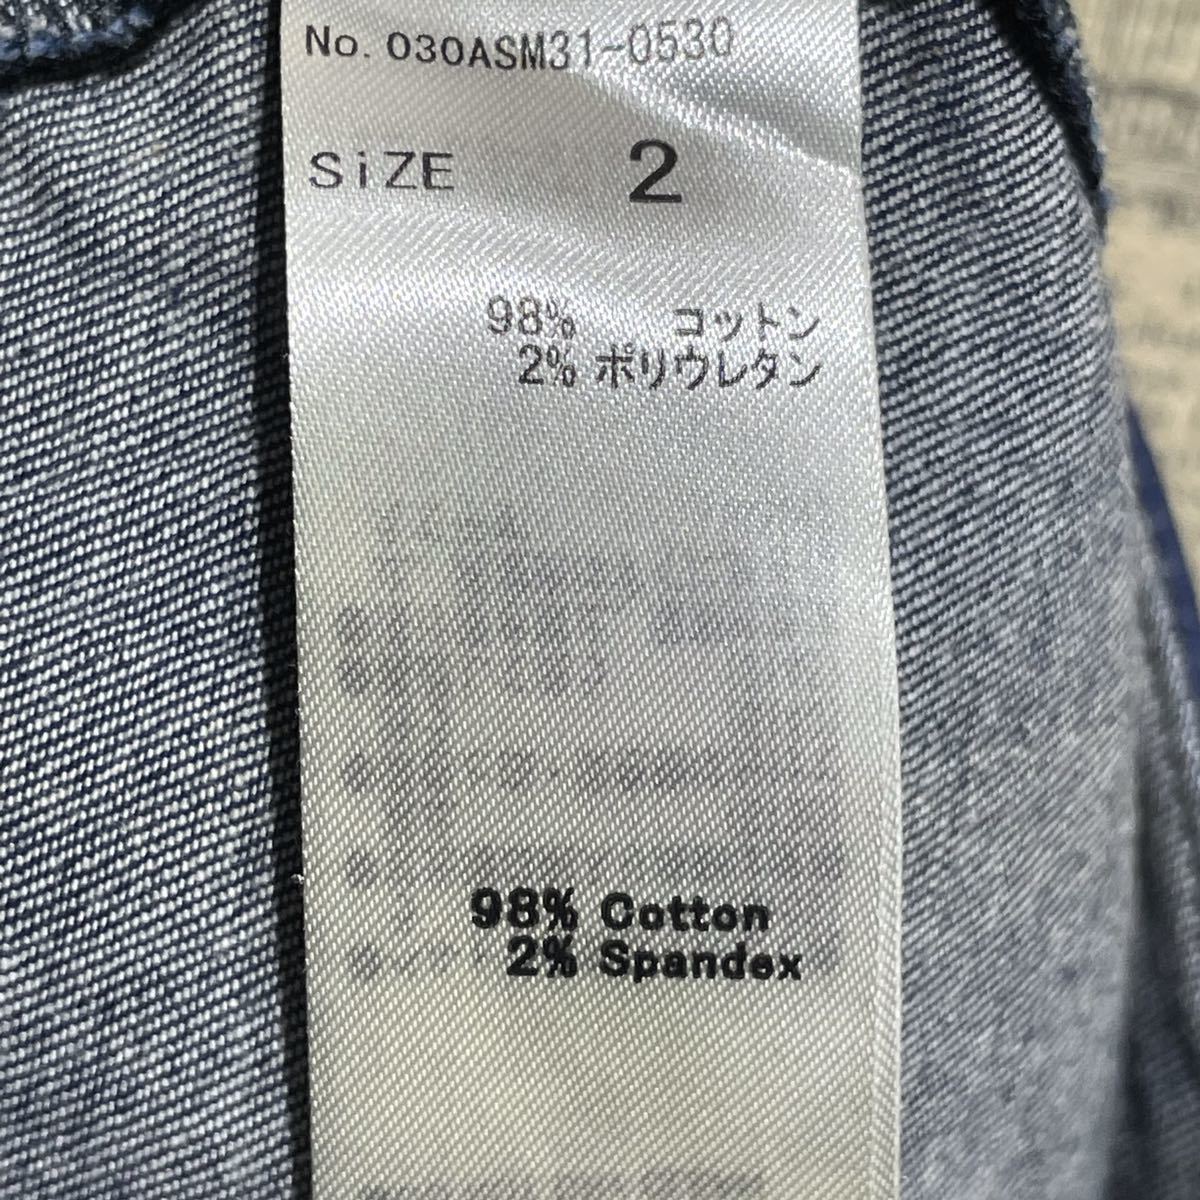 No. 030ASM31-0530
SiZE 2
98% コットン
2% ポリウレタン
98% Cotton
2% Spandex